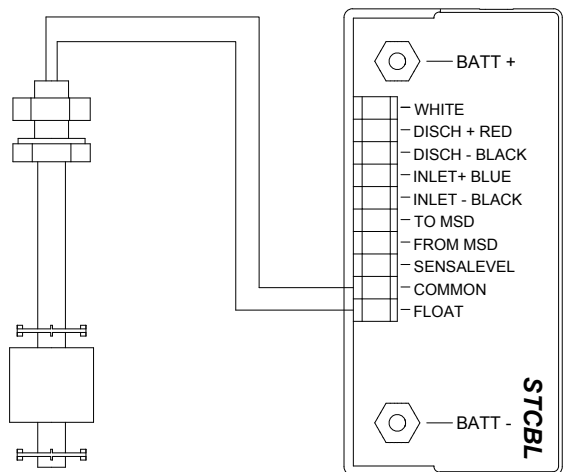 BATT +
WHITE
DISCH + RED
DISCH - BLACK
INLET+ BLUE
INLET - BLACK
TO MSD
FROM MSD
SENSALEVEL
COMMON
FLOAT
BATT -
STCBL